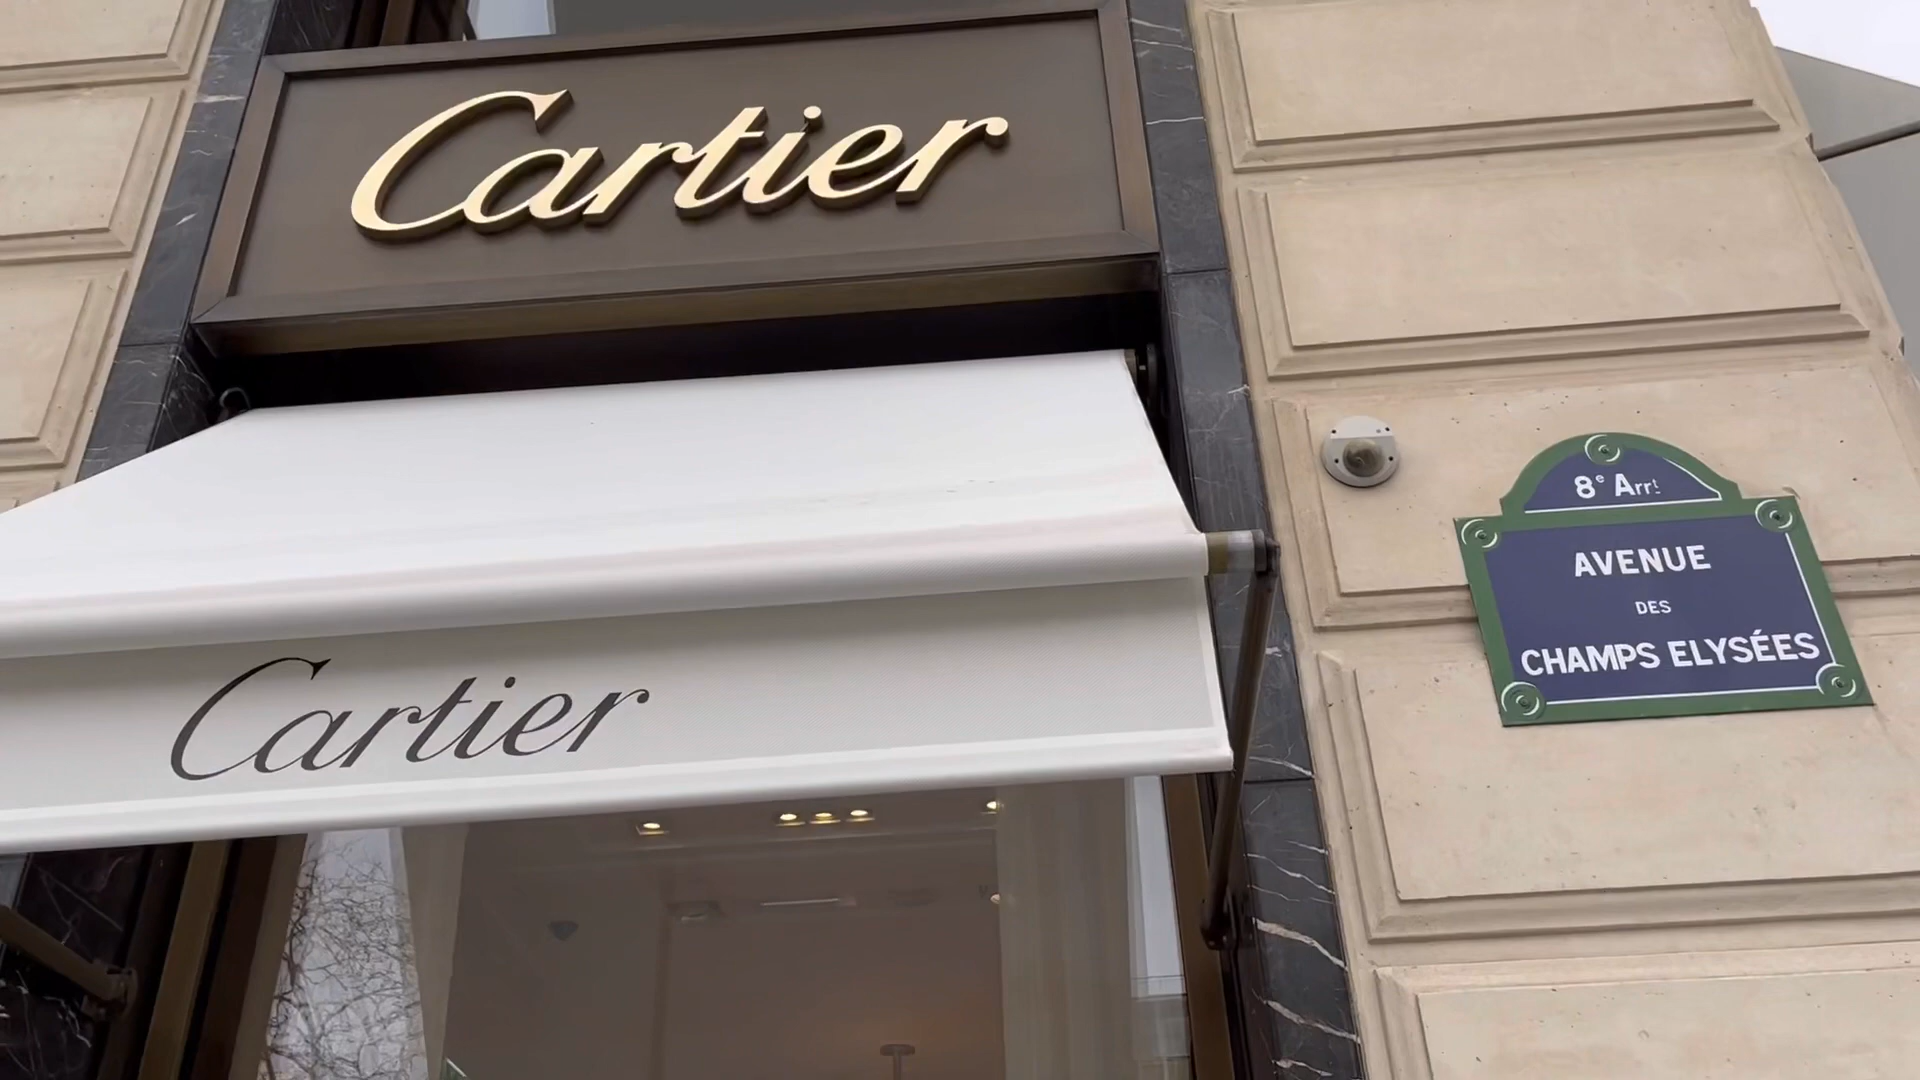 Cartier
Cartier
8e Arrt
AVENUE
DES
CHAMPS ELYSÉES